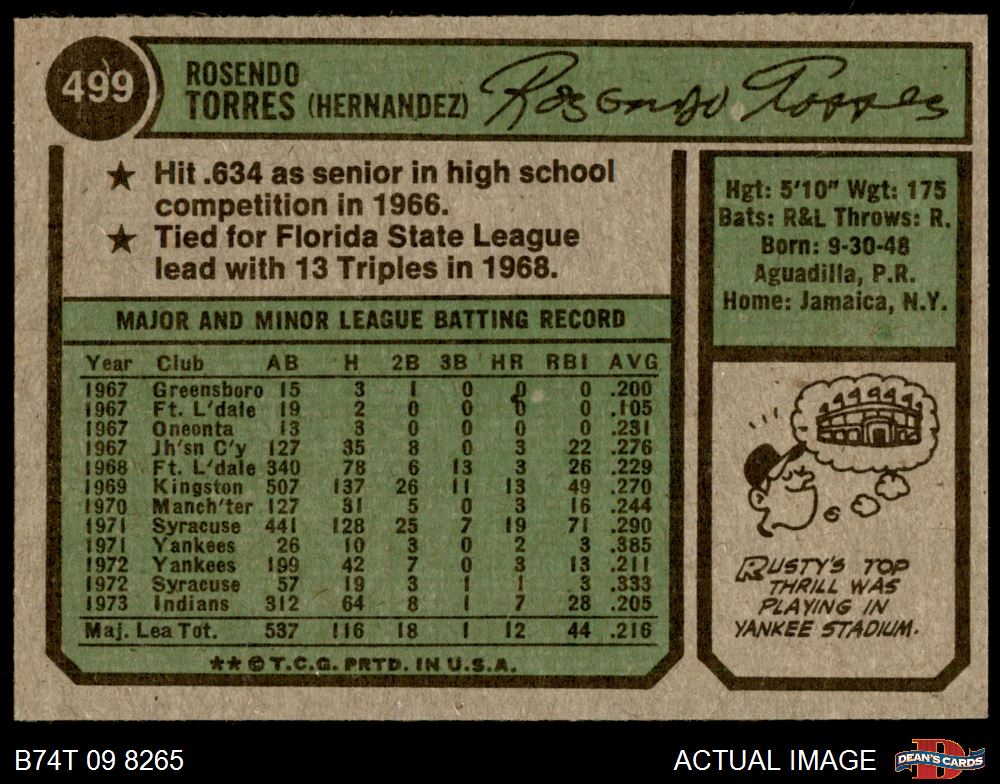 499
ROSENDO
TORRES (HERNANDEZ)
Rosendo Torres
★ Hit .634 as senior in high school
competition in 1966.
★ Tied for Florida State League
lead with 13 Triples in 1968.
Hgt: 5'10" Wgt: 175
Bats: R&L Throws: R.
Born: 9-30-48
Aguadilla, P.R.
Home: Jamaica, N.Y.
MAJOR AND MINOR LEAGUE BATTING RECORD
Year Club AB H 2B 3B HR RBI AVG
1967 Greensboro 15 3 1 0 0 0 .200
1967 Ft. L'dale 19 2 0 0 0 0 .105
1967 Oneonta 13 3 0 0 0 0 .231
1967 Jh'sn C'y 127 35 8 0 3 22 .276
1968 Ft. L'dale 340 78 6 13 3 26 .229
1969 Kingston 507 137 26 11 13 49 .270
1970 Manch'ter 127 31 5 0 3 16 .244
1971 Syracuse 441 128 25 7 19 71 .290
1971 Yankees 26 10 3 0 2 3 .385
1972 Yankees 199 42 7 0 3 13 .211
1972 Syracuse 57 19 3 1 1 3 .333
1973 Indians 312 64 8 1 7 28 .205
Maj. Lea Tot. 537 116 18 1 12 44 .216
★★ © T.C.G. PRTD. IN U.S.A.
RUSTY'S TOP
THRILL WAS
PLAYING IN
YANKEE STADIUM.
B74T 09 8265
ACTUAL IMAGE
D
DEAN'S CARDS